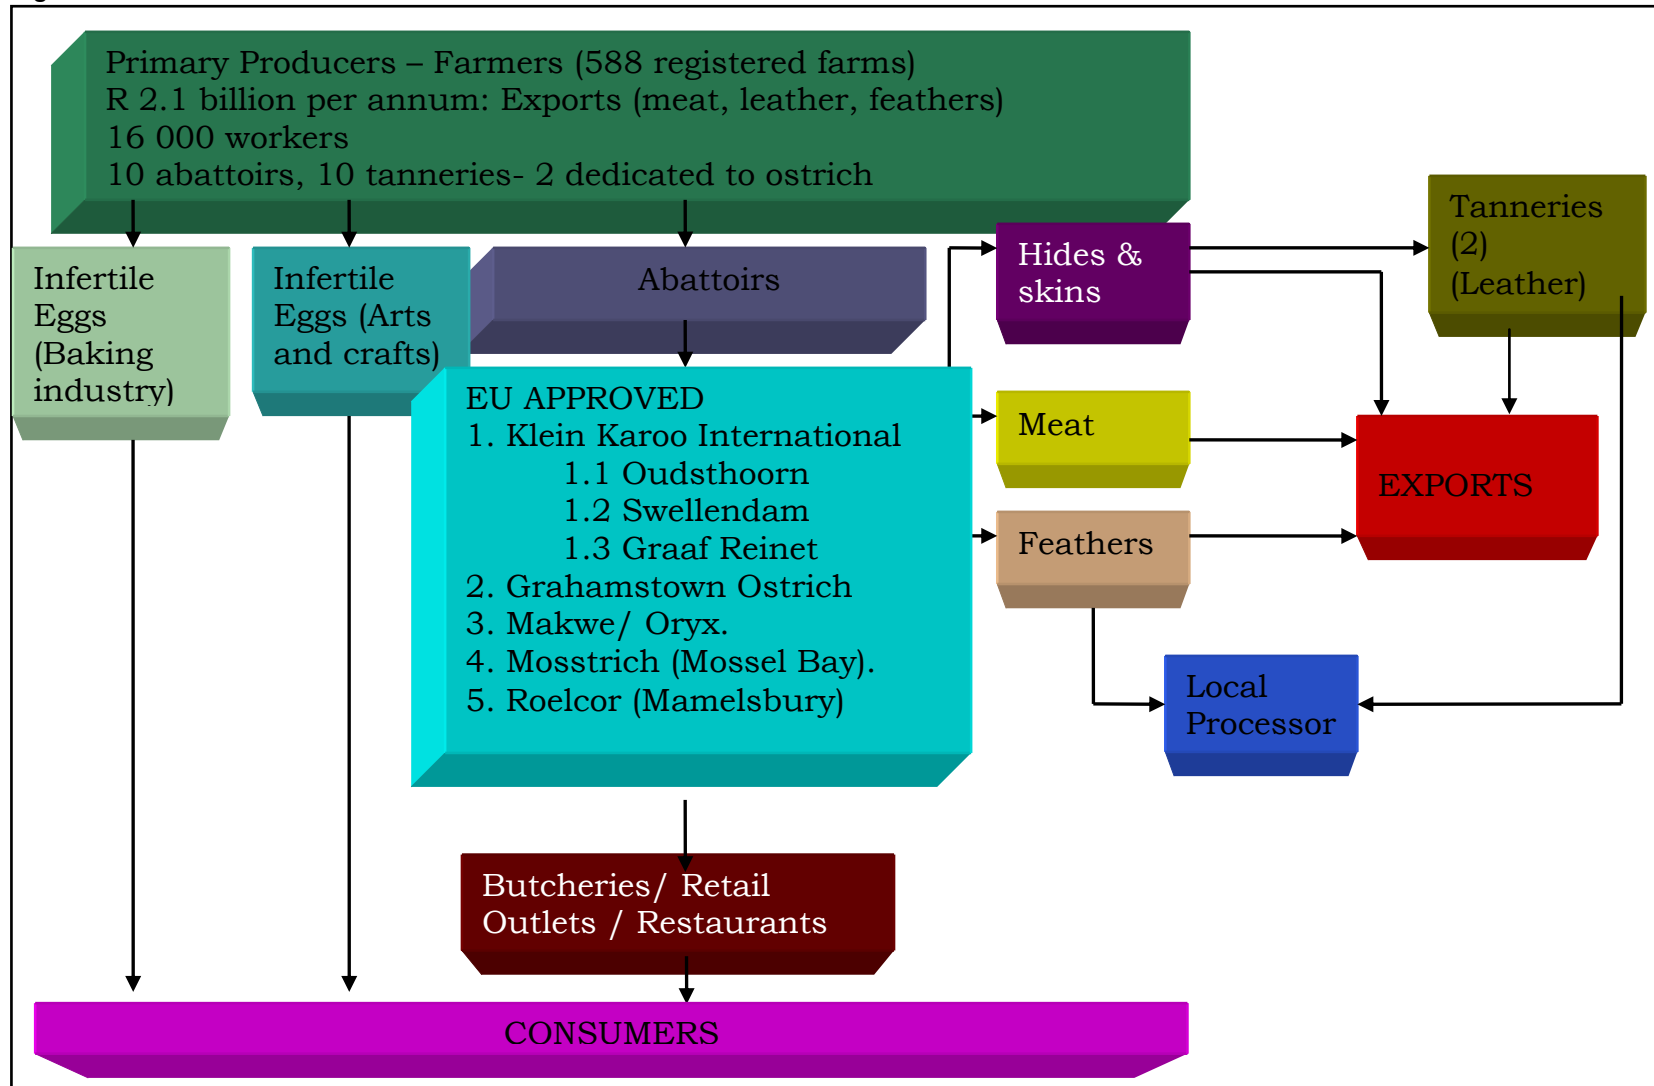 Primary Producers – Farmers (588 registered farms)
R 2.1 billion per annum: Exports (meat, leather, feathers)
16 000 workers
10 abattoirs, 10 tanneries- 2 dedicated to ostrich
Infertile
Eggs
(Baking
industry)
Infertile
Eggs (Arts
and crafts)
Abattoirs
Hides &
skins
Tanneries
(2)
(Leather)
EU APPROVED
1. Klein Karoo International
1.1 Oudsthoorn
1.2 Swellendam
1.3 Graaf Reinet
2. Grahamstown Ostrich
3. Makwe/ Oryx.
4. Mosstrich (Mossel Bay).
5. Roelcor (Mamelsbury)
Meat
Feathers
EXPORTS
Local
Processor
Butcheries/ Retail
Outlets / Restaurants
CONSUMERS